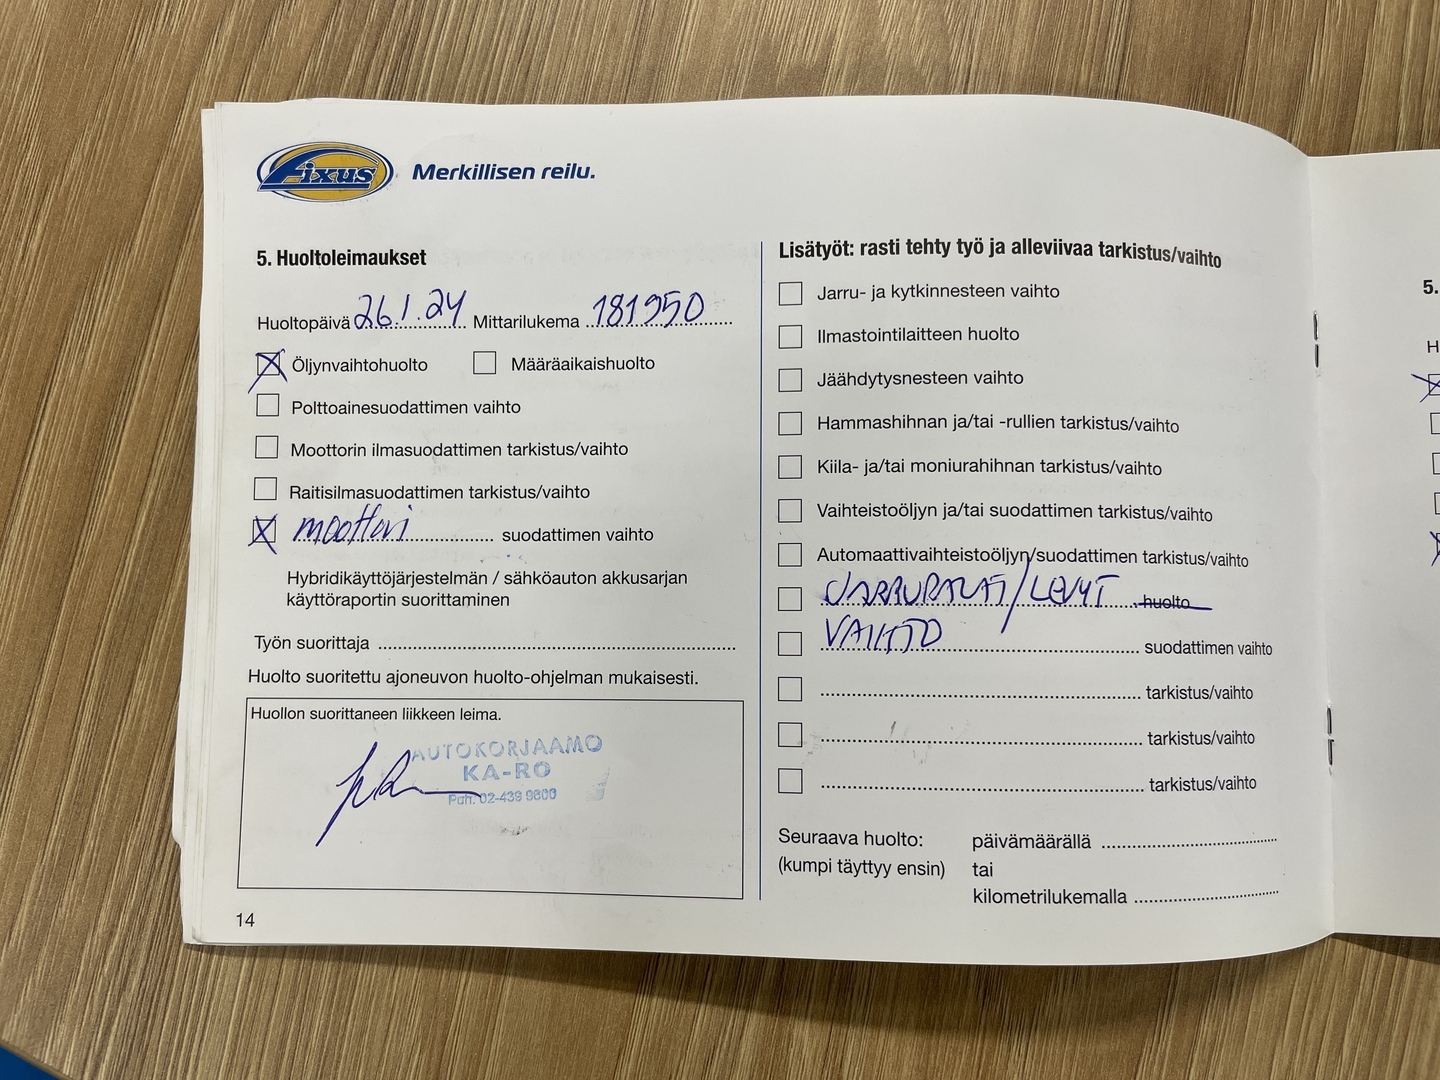 Fixus Merkillisen reilu.
5. Huoltoleimaukset
Huoltopäivä 26.1.24 Mittarilukema 181950
Öljynvaihtohuolto Määräaikaishuolto
Polttoainesuodattimen vaihto
Moottorin ilmasuodattimen tarkistus/vaihto
Raitisilmasuodattimen tarkistus/vaihto
moottori suodattimen vaihto
Hybridikäyttöjärjestelmän / sähköauton akkusarjan
käyttöraportin suorittaminen
Työn suorittaja
Huolto suoritettu ajoneuvon huolto-ohjelman mukaisesti.
Huollon suorittaneen liikkeen leima.
AUTOKORJAAMO
KA-RO
Puh. 02-439 9800
14
Lisätyöt: rasti tehty työ ja alleviivaa tarkistus/vaihto
Jarru- ja kytkinnesteen vaihto
Ilmastointilaitteen huolto
Jäähdytysnesteen vaihto
Hammashihnan ja/tai -rullien tarkistus/vaihto
Kiila- ja/tai moniurahihnan tarkistus/vaihto
Vaihteistoöljyn ja/tai suodattimen tarkistus/vaihto
Automaattivaihteistoöljyn/suodattimen tarkistus/vaihto
JARRUPALAT/LEVYT huolto
VAIHTO suodattimen vaihto
tarkistus/vaihto
tarkistus/vaihto
tarkistus/vaihto
Seuraava huolto: päivämäärällä
(kumpi täyttyy ensin) tai
kilometrilukemalla
5.
H